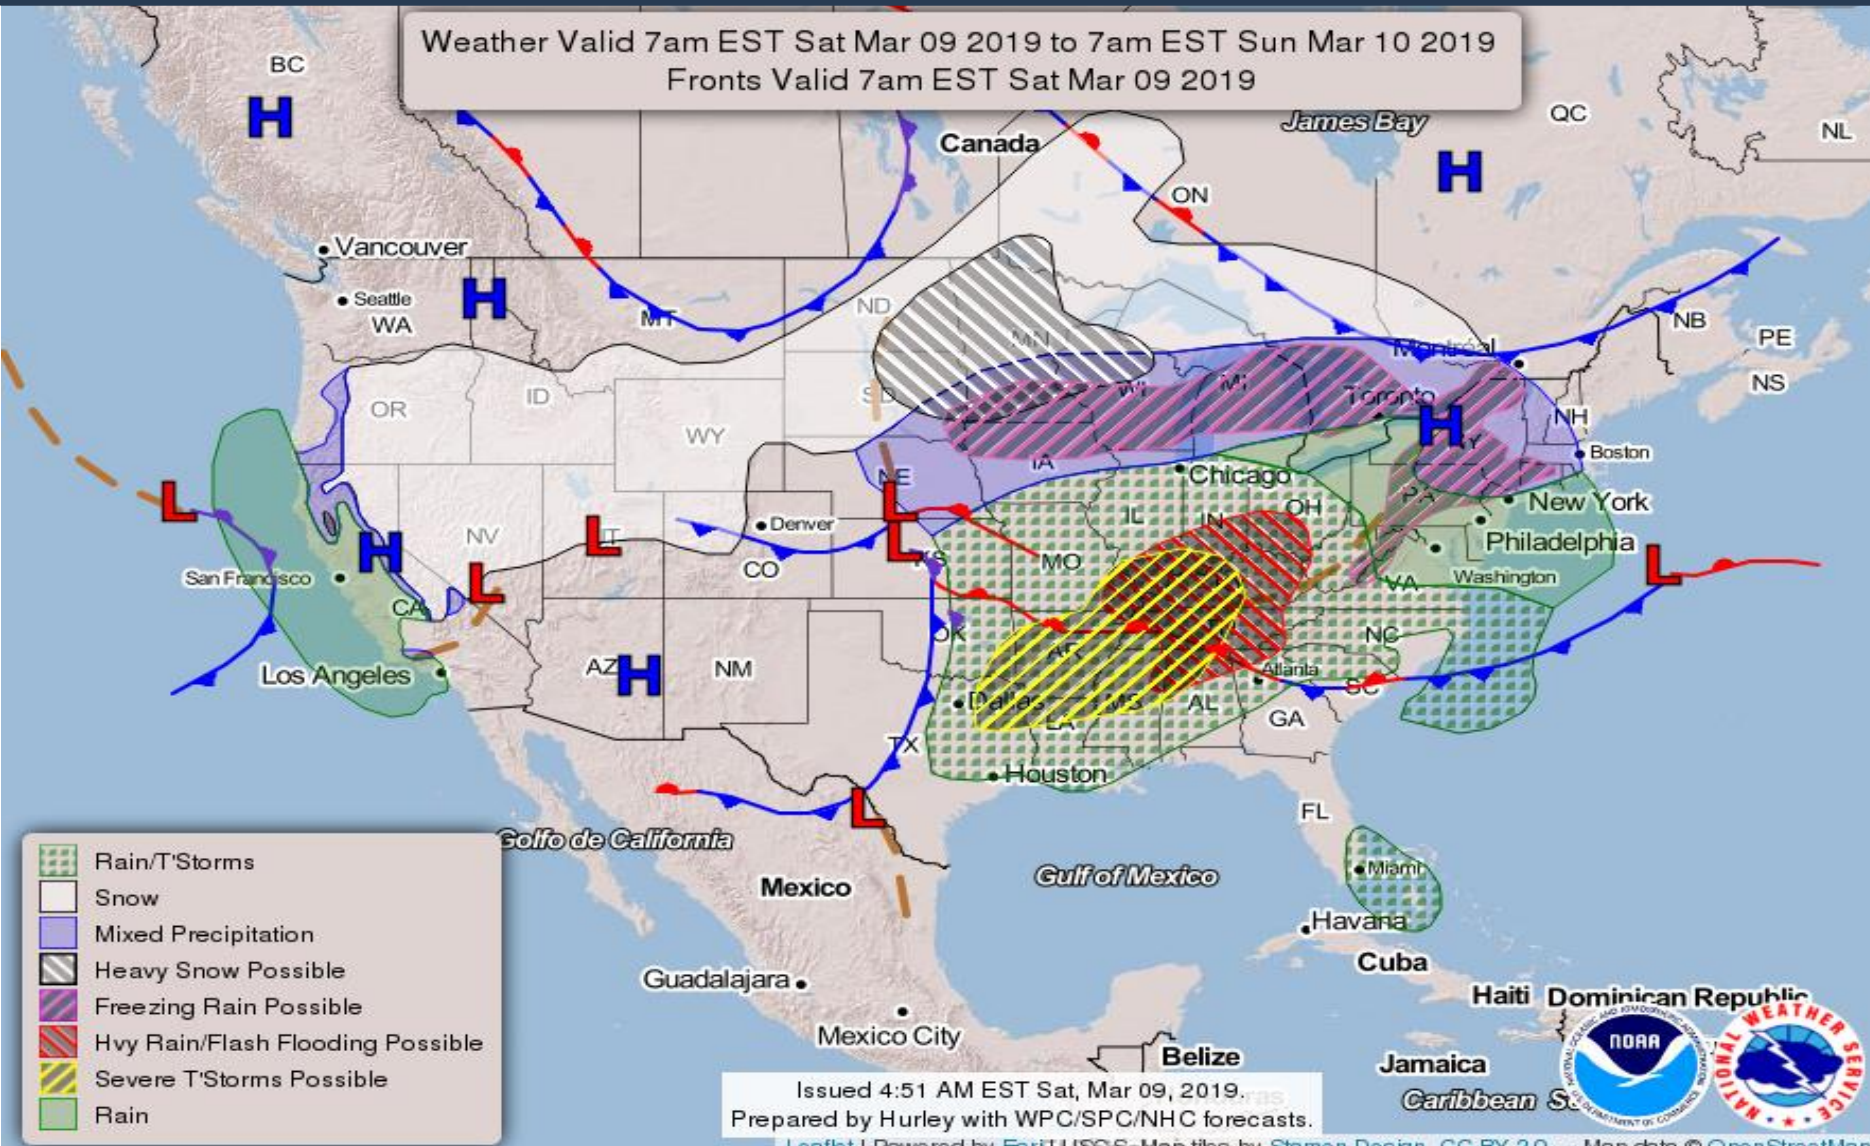 Weather Valid 7am EST Sat Mar 09 2019 to 7am EST Sun Mar 10 2019
Fronts Valid 7am EST Sat Mar 09 2019
BC
H
James Bay
QC
NL
Canada
H
ON
Vancouver
H
Seattle
WA
MT
ND
MN
NB
PE
Montréal
NS
OR
ID
SD
WI
MI
Toronto
H
NH
WY
Boston
NE
IA
Chicago
PA
New York
L
L
Denver
IL
IN
OH
Philadelphia
NV
L
UT
L
KS
MO
San Francisco
H
CO
VA
Washington
L
L
CA
OK
NC
Los Angeles
AZ
H
NM
AR
Atlanta
SC
Dallas
LA
MS
AL
GA
TX
Houston
L
FL
Golfo de California
Mexico
Gulf of Mexico
Miami
Havana
Cuba
Guadalajara
Mexico City
Haiti
Dominican Republic
Belize
Jamaica
Caribbean
Rain/T'Storms
Snow
Mixed Precipitation
Heavy Snow Possible
Freezing Rain Possible
Hvy Rain/Flash Flooding Possible
Severe T'Storms Possible
Rain
Issued 4:51 AM EST Sat, Mar 09, 2019.
Prepared by Hurley with WPC/SPC/NHC forecasts.
NOAA
NATIONAL WEATHER SERVICE